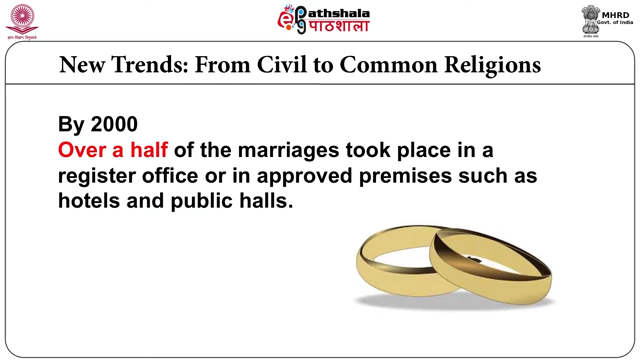 ePathshala
पाठशाला
MHRD
Govt. of India
New Trends: From Civil to Common Religions
By 2000
Over a half of the marriages took place in a
register office or in approved premises such as
hotels and public halls.